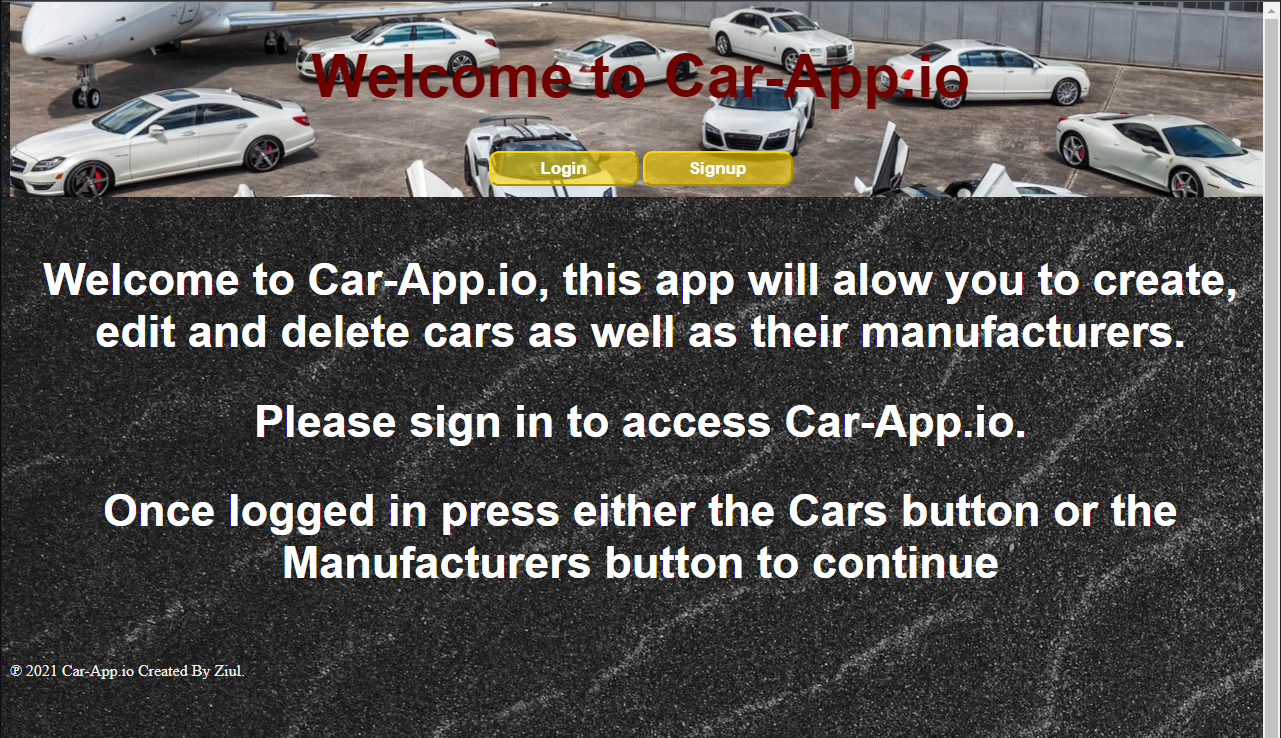 Welcome to Car-App.io
Login
Signup
Welcome to Car-App.io, this app will alow you to create,
edit and delete cars as well as their manufacturers.
Please sign in to access Car-App.io.
Once logged in press either the Cars button or the
Manufacturers button to continue
℗ 2021 Car-App.io Created By Ziul.